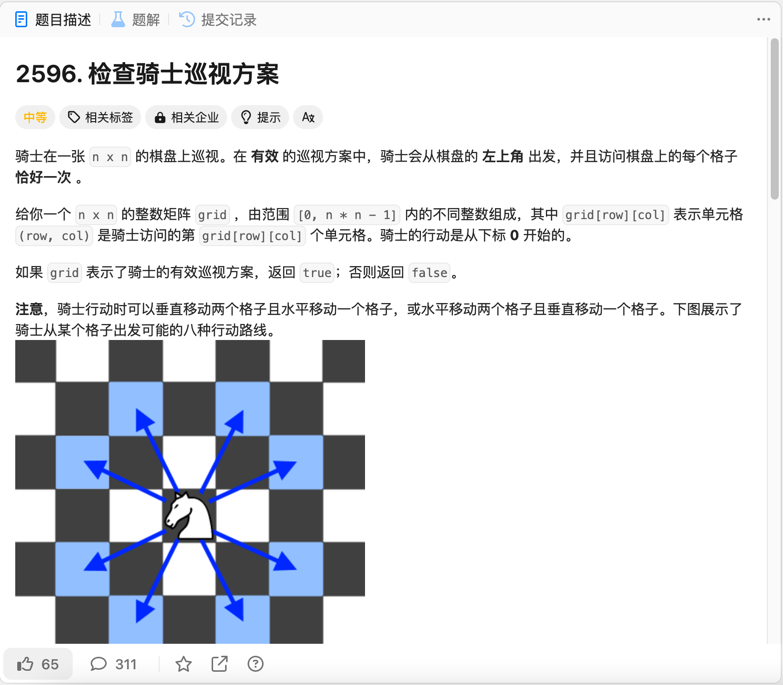 题目描述 题解 提交记录
2596. 检查骑士巡视方案
中等 相关标签 相关企业 提示
骑士在一张 n x n 的棋盘上巡视。在 有效 的巡视方案中，骑士会从棋盘的 左上角 出发，并且访问棋盘上的每个格子
恰好一次 。
给你一个 n x n 的整数矩阵 grid ，由范围 [0, n * n - 1] 内的不同整数组成，其中 grid[row][col] 表示单元格
(row, col) 是骑士访问的第 grid[row][col] 个单元格。骑士的行动是从下标 0 开始的。
如果 grid 表示了骑士的有效巡视方案，返回 true；否则返回 false。
注意，骑士行动时可以垂直移动两个格子且水平移动一个格子，或水平移动两个格子且垂直移动一个格子。下图展示了
骑士从某个格子出发可能的八种行动路线。
65 311